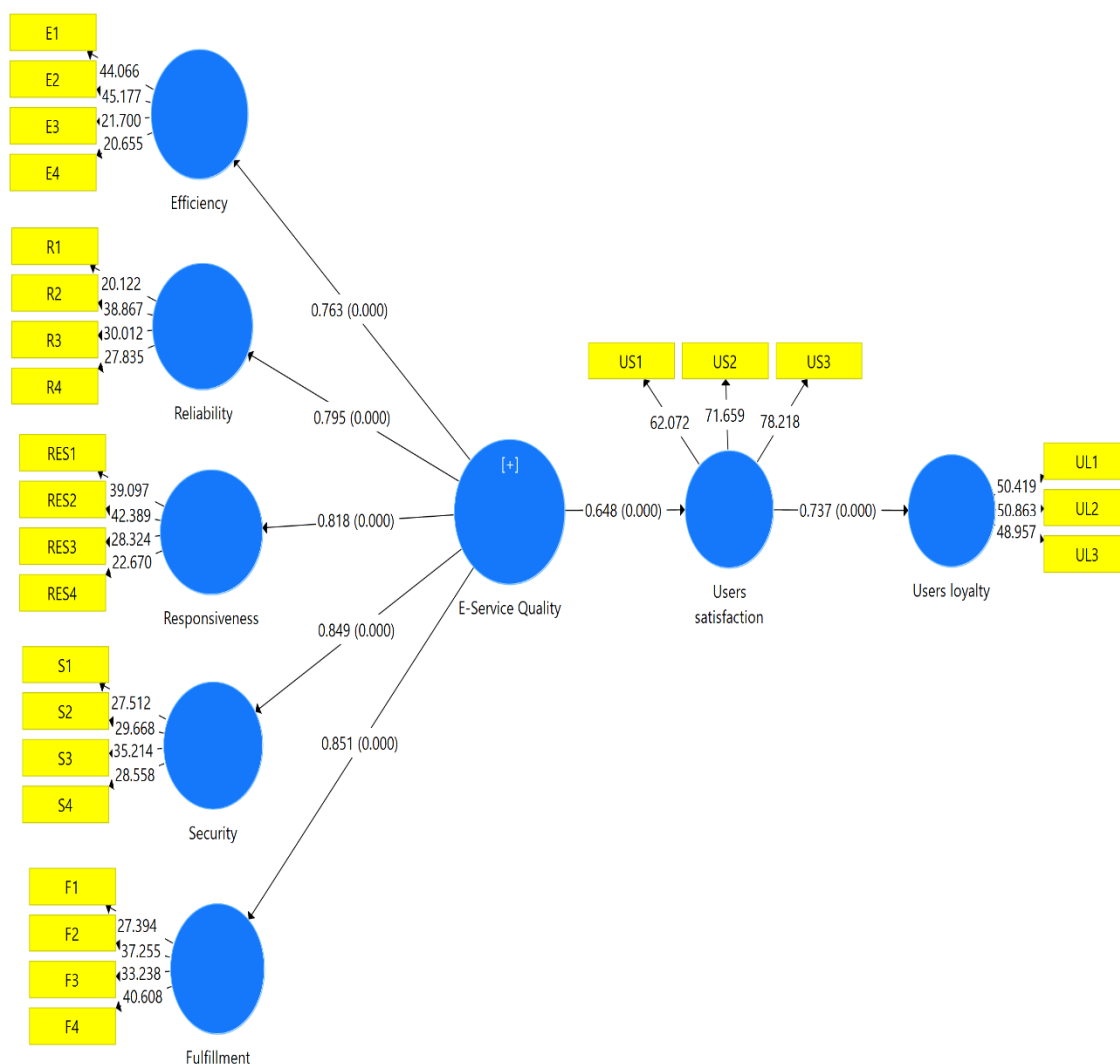 E1
44.066
E2
45.177
E3
21.700
20.655
E4
Efficiency
R1
20.122
R2
38.867
R3
30.012
27.835
R4
Reliability
RES1
39.097
RES2
42.389
RES3
28.324
22.670
RES4
Responsiveness
S1
27.512
S2
29.668
S3
35.214
28.558
S4
Security
F1
27.394
F2
37.255
F3
33.238
40.608
F4
Fulfillment
0.763 (0.000)
0.795 (0.000)
0.818 (0.000)
0.849 (0.000)
0.851 (0.000)
[+]
E-Service Quality
0.648 (0.000)
US1
US2
US3
62.072
71.659
78.218
Users
satisfaction
0.737 (0.000)
Users loyalty
50.419
50.863
48.957
UL1
UL2
UL3